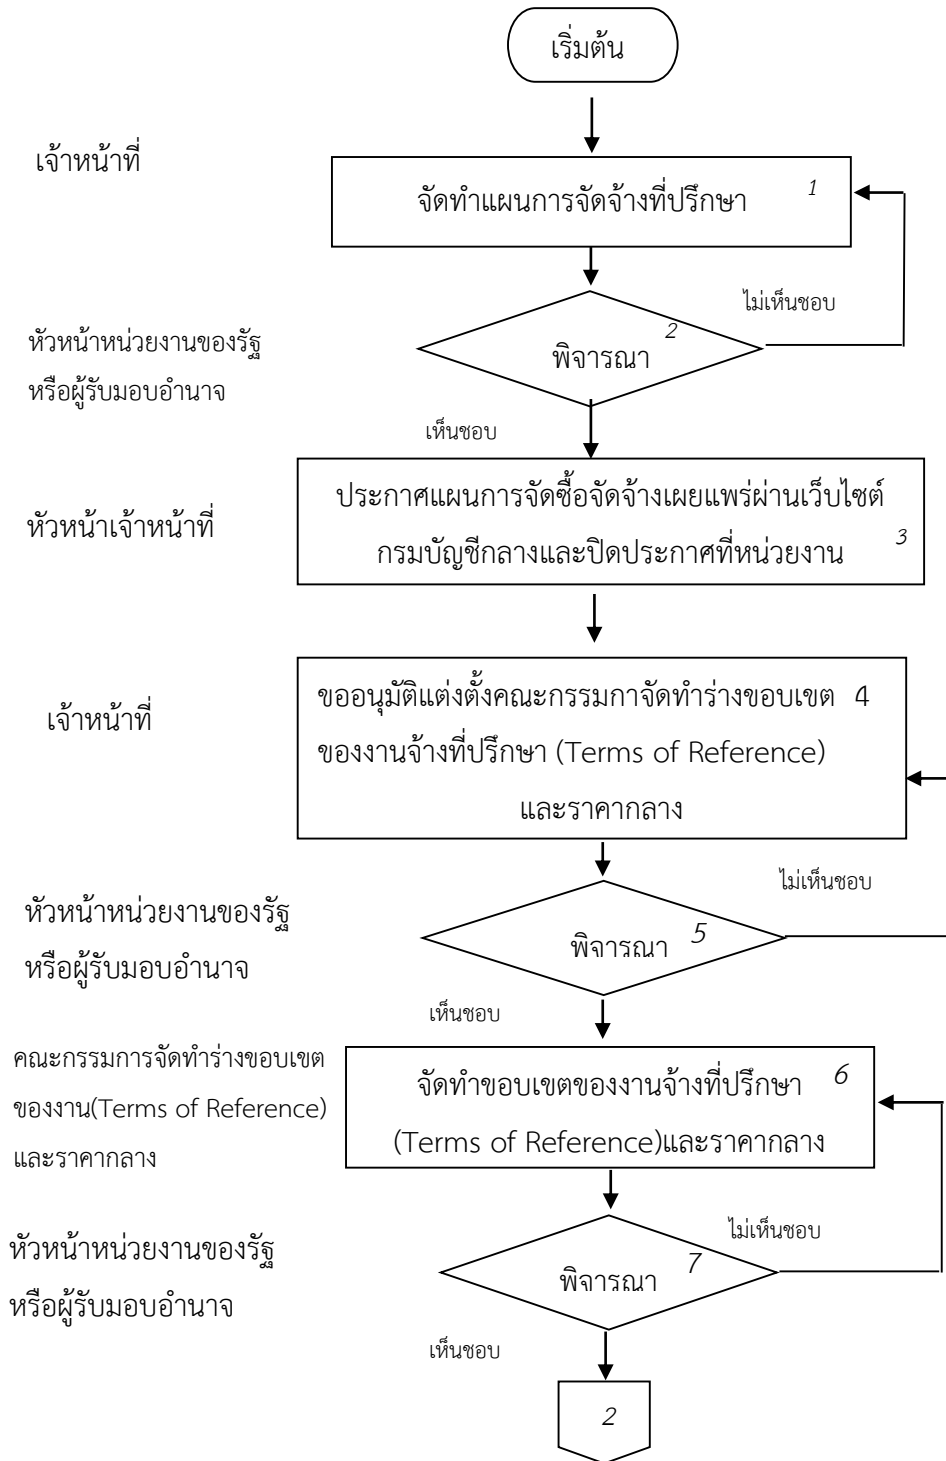 เริ่มต้น
เจ้าหน้าที่
จัดทำแผนการจัดจ้างที่ปรึกษา 1
ไม่เห็นชอบ
หัวหน้าหน่วยงานของรัฐ
หรือผู้รับมอบอำนาจ
พิจารณา 2
เห็นชอบ
หัวหน้าเจ้าหน้าที่
ประกาศแผนการจัดซื้อจัดจ้างเผยแพร่ผ่านเว็บไซต์
กรมบัญชีกลางและปิดประกาศที่หน่วยงาน 3
เจ้าหน้าที่
ขออนุมัติแต่งตั้งคณะกรรมกาจัดทำร่างขอบเขต 4
ของงานจ้างที่ปรึกษา (Terms of Reference)
และราคากลาง
ไม่เห็นชอบ
หัวหน้าหน่วยงานของรัฐ
หรือผู้รับมอบอำนาจ
พิจารณา 5
เห็นชอบ
คณะกรรมการจัดทำร่างขอบเขต
ของงาน(Terms of Reference)
และราคากลาง
จัดทำขอบเขตของงานจ้างที่ปรึกษา 6
(Terms of Reference)และราคากลาง
ไม่เห็นชอบ
หัวหน้าหน่วยงานของรัฐ
หรือผู้รับมอบอำนาจ
พิจารณา 7
เห็นชอบ
2